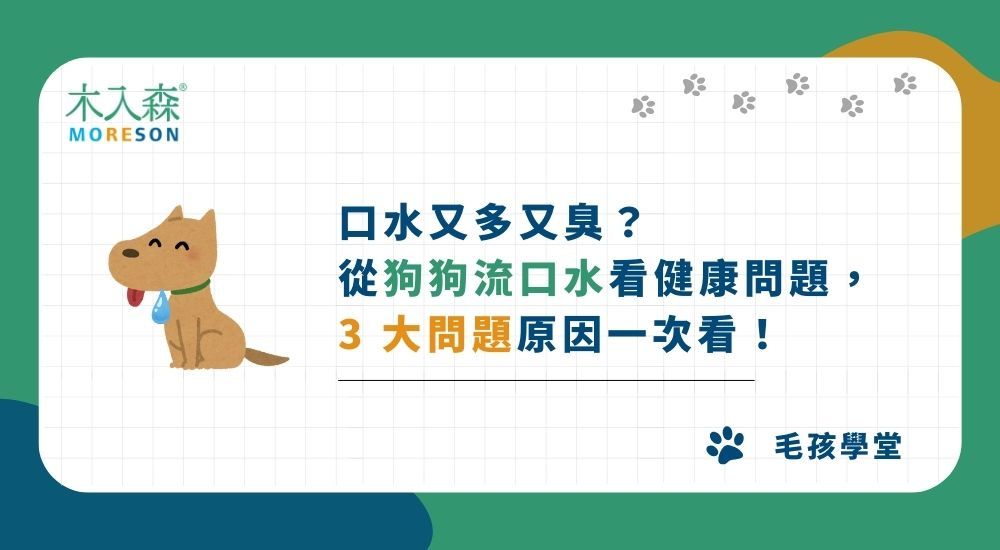 木入森®
MORESON
口水又多又臭？
從狗狗流口水看健康問題，
3 大問題原因一次看！
毛孩學堂